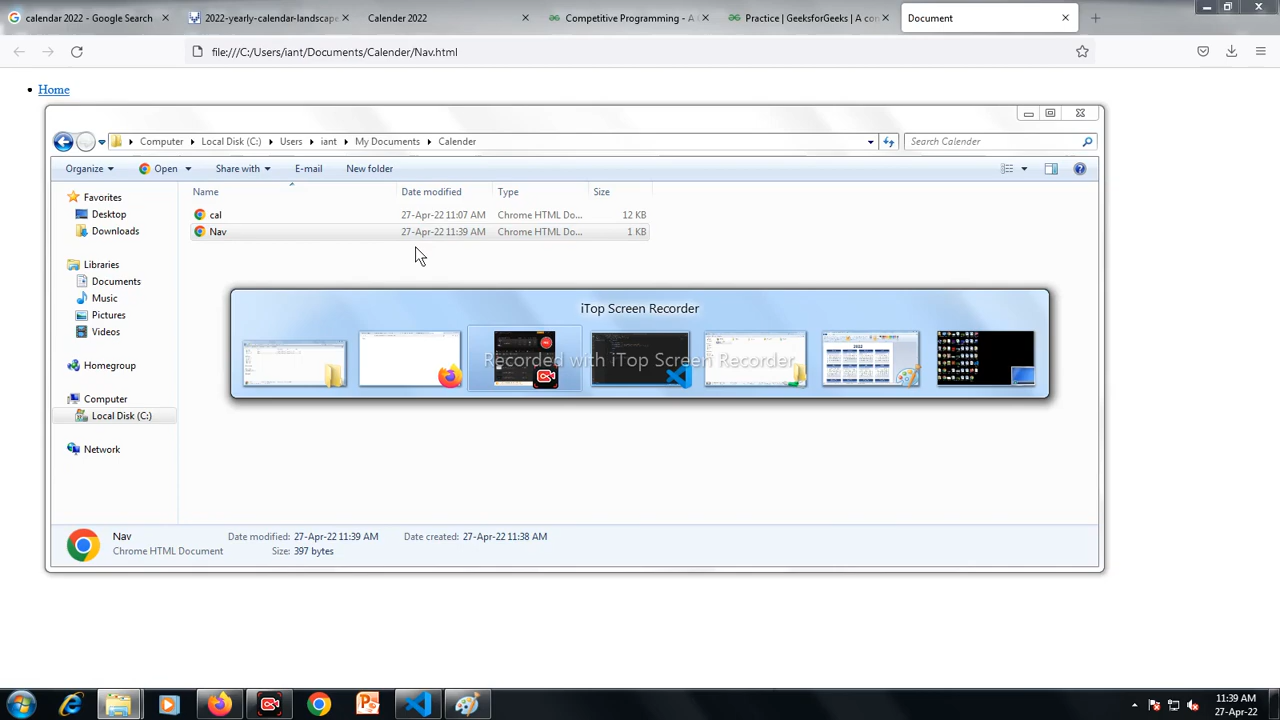 calendar 2022 - Google Search
2022-yearly-calendar-landscape
Calender 2022
Competitive Programming - A C
Practice | GeeksforGeeks | A con
Document
file:///C:/Users/iant/Documents/Calender/Nav.html
Home
Computer Local Disk (C:) Users iant My Documents Calender
Search Calender
Organize Open Share with E-mail New folder
Name Date modified Type Size
Favorites
Desktop
Downloads
Libraries
Documents
Music
Pictures
Videos
Homegroup
Computer
Local Disk (C:)
Network
cal 27-Apr-22 11:07 AM Chrome HTML Do... 12 KB
Nav 27-Apr-22 11:39 AM Chrome HTML Do... 1 KB
iTop Screen Recorder
Recorded with iTop Screen Recorder
Nav Date modified: 27-Apr-22 11:39 AM Date created: 27-Apr-22 11:38 AM
Chrome HTML Document Size: 397 bytes
11:39 AM
27-Apr-22